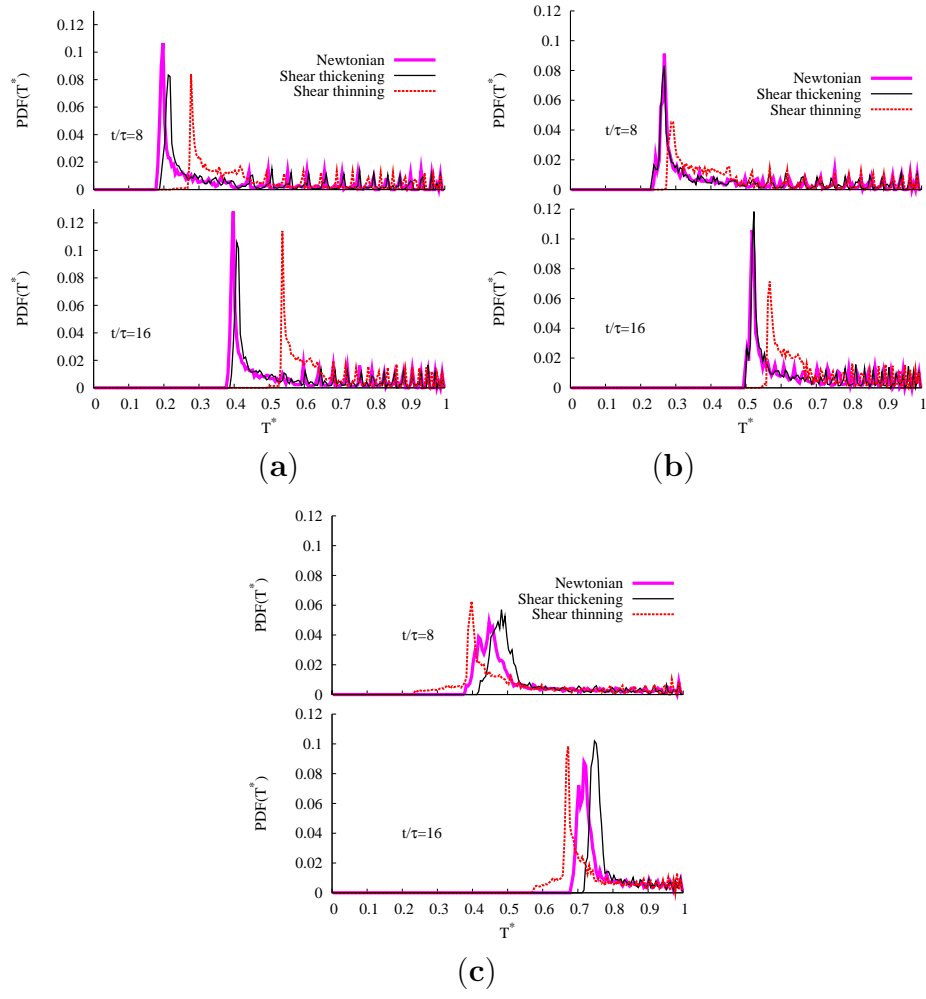 0.12
0.1
0.08
0.06
0.04
0.02
0
PDF(T*)
Newtonian
Shear thickening
Shear thinning
t/τ=8
0.12
0.1
0.08
0.06
0.04
0.02
0
PDF(T*)
t/τ=16
0 0.1 0.2 0.3 0.4 0.5 0.6 0.7 0.8 0.9 1
T*
(a)
0.12
0.1
0.08
0.06
0.04
0.02
0
PDF(T*)
Newtonian
Shear thickening
Shear thinning
t/τ=8
0.12
0.1
0.08
0.06
0.04
0.02
0
PDF(T*)
t/τ=16
0 0.1 0.2 0.3 0.4 0.5 0.6 0.7 0.8 0.9 1
T*
(b)
0.12
0.1
0.08
0.06
0.04
0.02
0
PDF(T*)
Newtonian
Shear thickening
Shear thinning
t/τ=8
0.12
0.1
0.08
0.06
0.04
0.02
0
PDF(T*)
t/τ=16
0 0.1 0.2 0.3 0.4 0.5 0.6 0.7 0.8 0.9 1
T*
(c)